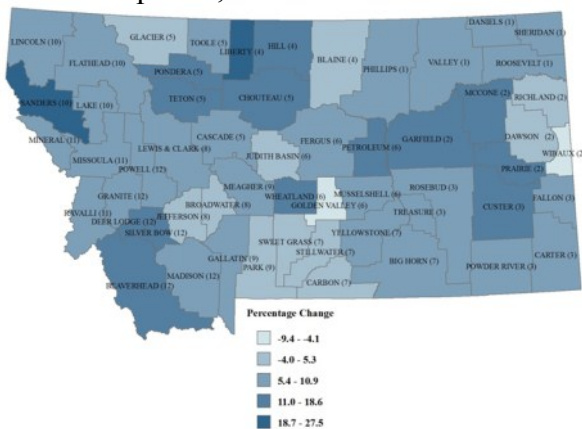 DANIELS (1)
SHERIDAN (1)
LINCOLN (10)
GLACIER (5)
TOOLE (5)
LIBERTY (4)
HILL (4)
BLAINE (4)
FLATHEAD (10)
PHILLIPS (1)
VALLEY (1)
ROOSEVELT (1)
PONDERA (5)
MCCONE (2)
RICHLAND (2)
SANDERS (10)
LAKE (10)
TETON (5)
CHOUTEAU (5)
MINERAL (11)
CASCADE (5)
FERGUS (6)
PETROLEUM (6)
GARFIELD (2)
DAWSON (2)
LEWIS & CLARK (8)
JUDITH BASIN (6)
MISSOULA (11)
POWELL (12)
PRAIRIE (2)
MEAGHER (9)
WHEATLAND (6)
MUSSELSHELL (6)
ROSEBUD (3)
GRANITE (12)
BROADWATER (8)
GOLDEN VALLEY (6)
CUSTER (3)
FALLON (3)
DEER LODGE (12)
JEFFERSON (8)
TREASURE (3)
SILVER BOW (12)
SWEET GRASS (7)
YELLOWSTONE (7)
STILLWATER (7)
GALLATIN (9)
PARK (9)
BIG HORN (7)
POWDER RIVER (3)
CARTER (3)
MADISON (12)
CARBON (7)
BEAVERHEAD (12)
Percentage Change
-9.4 - -4.1
-4.0 - 5.3
5.4 - 10.9
11.0 - 18.6
18.7 - 27.5